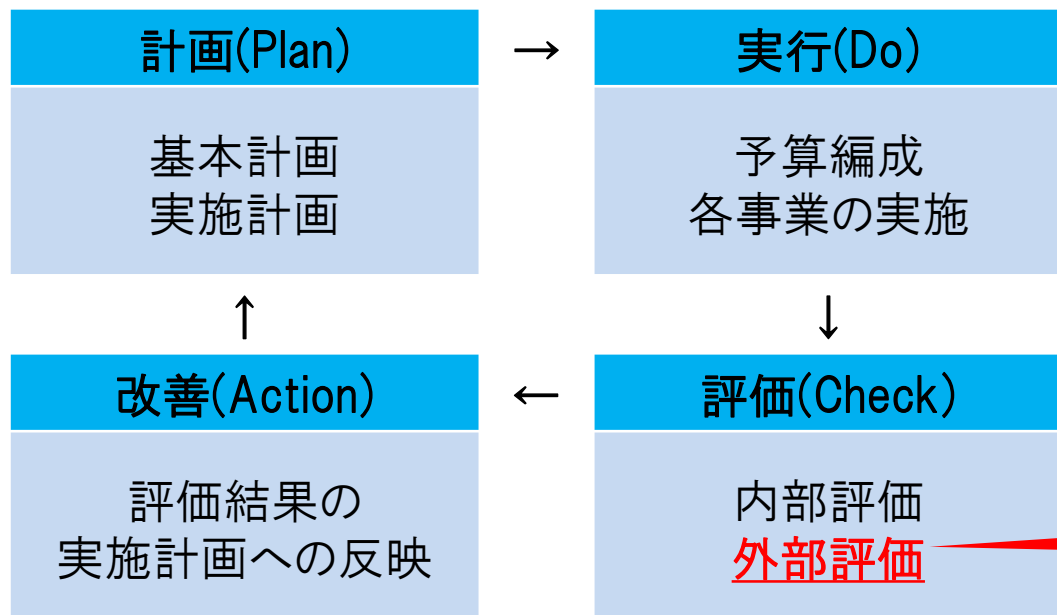 計画(Plan)
→
実行(Do)
基本計画
実施計画
予算編成
各事業の実施
↑
↓
改善(Action)
←
評価(Check)
評価結果の
実施計画への反映
内部評価
外部評価